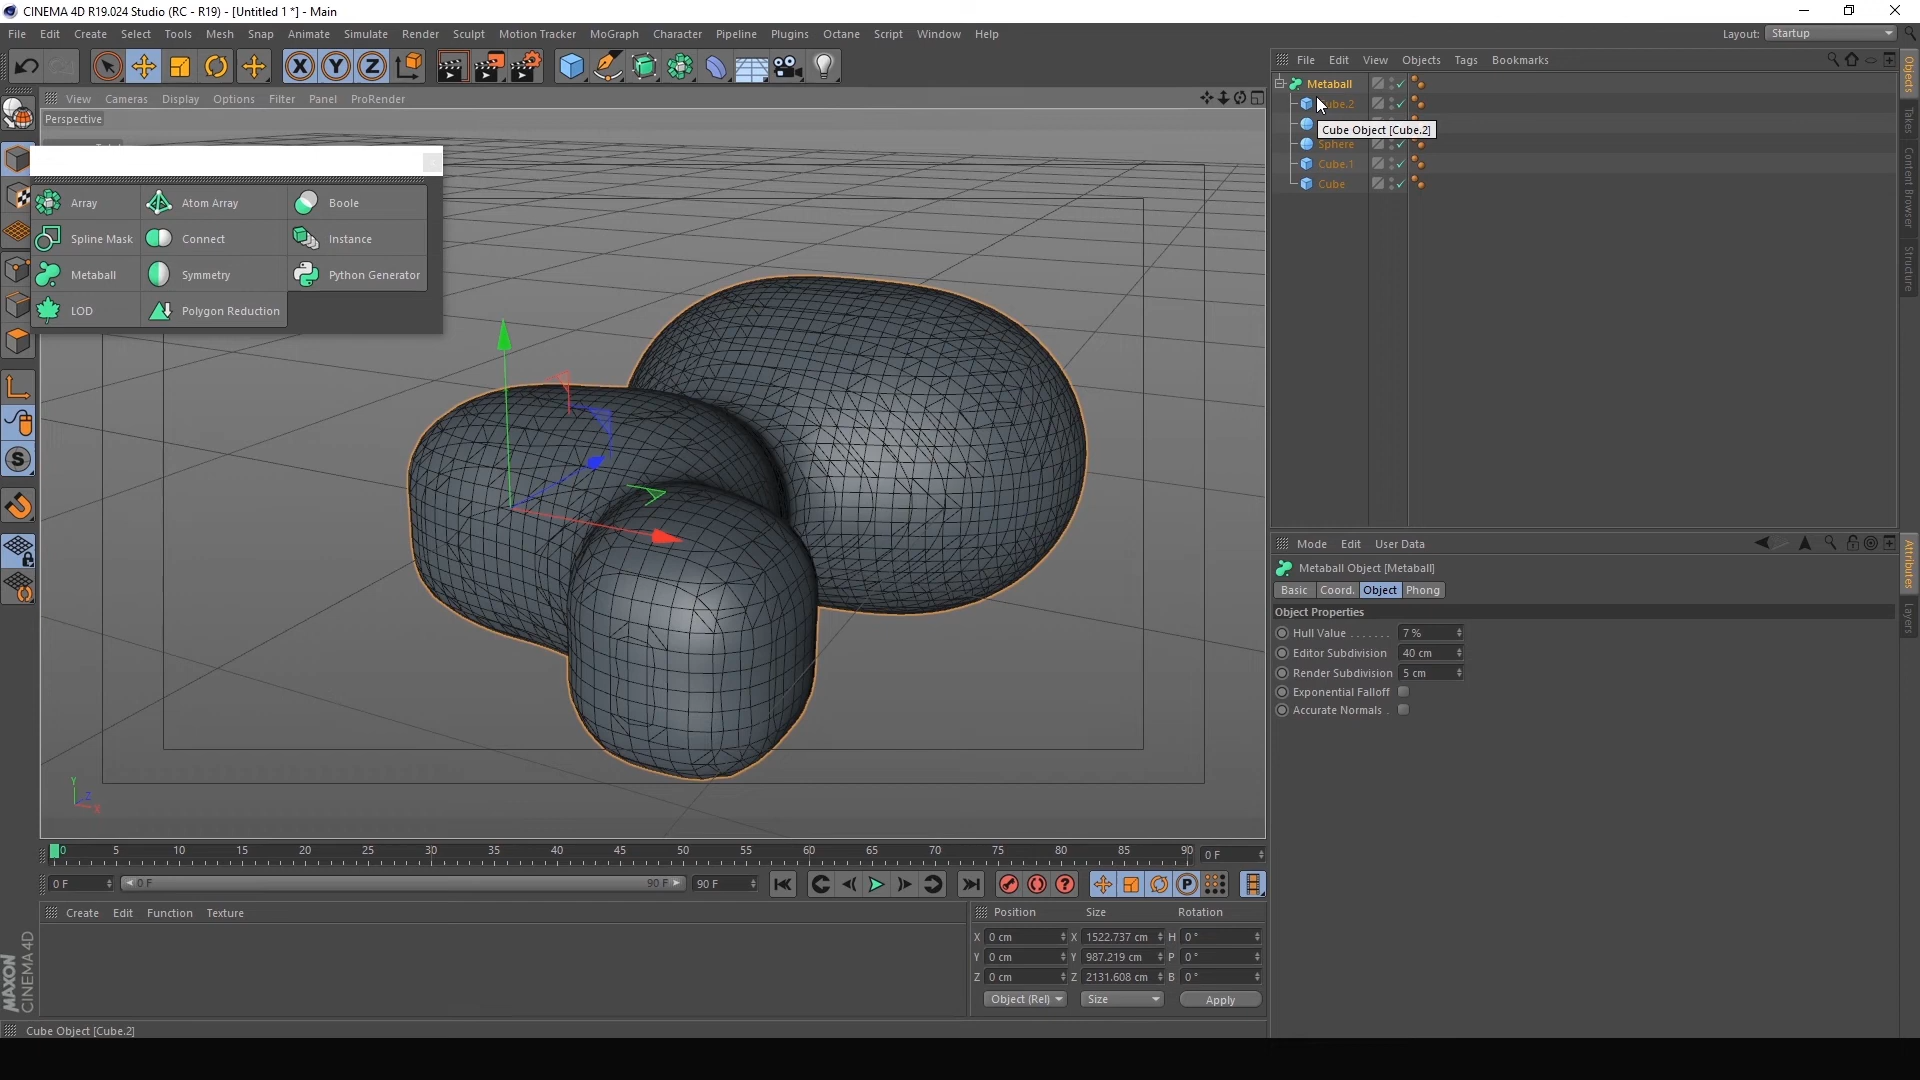 CINEMA 4D R19.024 Studio (RC - R19) - [Untitled 1 *] - Main
File Edit Create Select Tools Mesh Snap Animate Simulate Render Sculpt Motion Tracker MoGraph Character Pipeline Plugins Octane Script Window Help Layout: Startup
X Y Z
File Edit View Objects Tags Bookmarks
View Cameras Display Options Filter Panel ProRender
Perspective
Metaball
Cube Object [Cube.2]
Sphere
Cube.1
Cube
Array Atom Array Boole
Spline Mask Connect Instance
Metaball Symmetry Python Generator
LOD Polygon Reduction
Objects
Takes
Content Browser
Structure
Mode Edit User Data
Metaball Object [Metaball]
Basic Coord. Object Phong
Object Properties
Hull Value . . . . . . . 7 %
Editor Subdivision 40 cm
Render Subdivision 5 cm
Exponential Falloff
Accurate Normals .
Attributes
Layers
S
Y
Z
X
0 5 10 15 20 25 30 35 40 45 50 55 60 65 70 75 80 85 90 0 F
0 F 0 F 90 F 90 F ? P
Create Edit Function Texture
Position Size Rotation
X 0 cm X 1522.737 cm H 0 °
Y 0 cm Y 987.219 cm P 0 °
Z 0 cm Z 2131.608 cm B 0 °
Object (Rel) Size Apply
MAXON
CINEMA 4D
Cube Object [Cube.2]